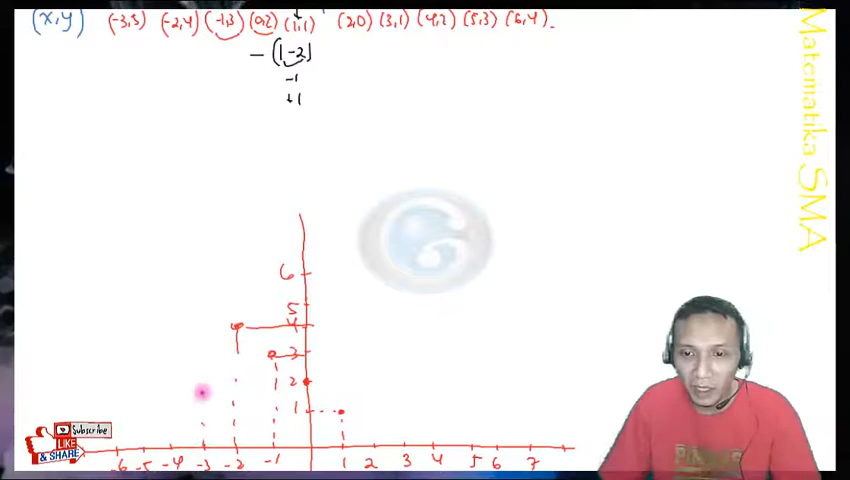 (x,y) (-3,5) (-2,4) (-1,3) (0,2) (1,1) (2,0) (3,1) (4,2) (5,3) (6,4)
- (1-2)
-1
+1
6
5
4
3
2
1
-6 -5 -4 -3 -2 -1 1 2 3 4 5 6 7
Subscribe
LIKE
& SHARE
Matematika SMA